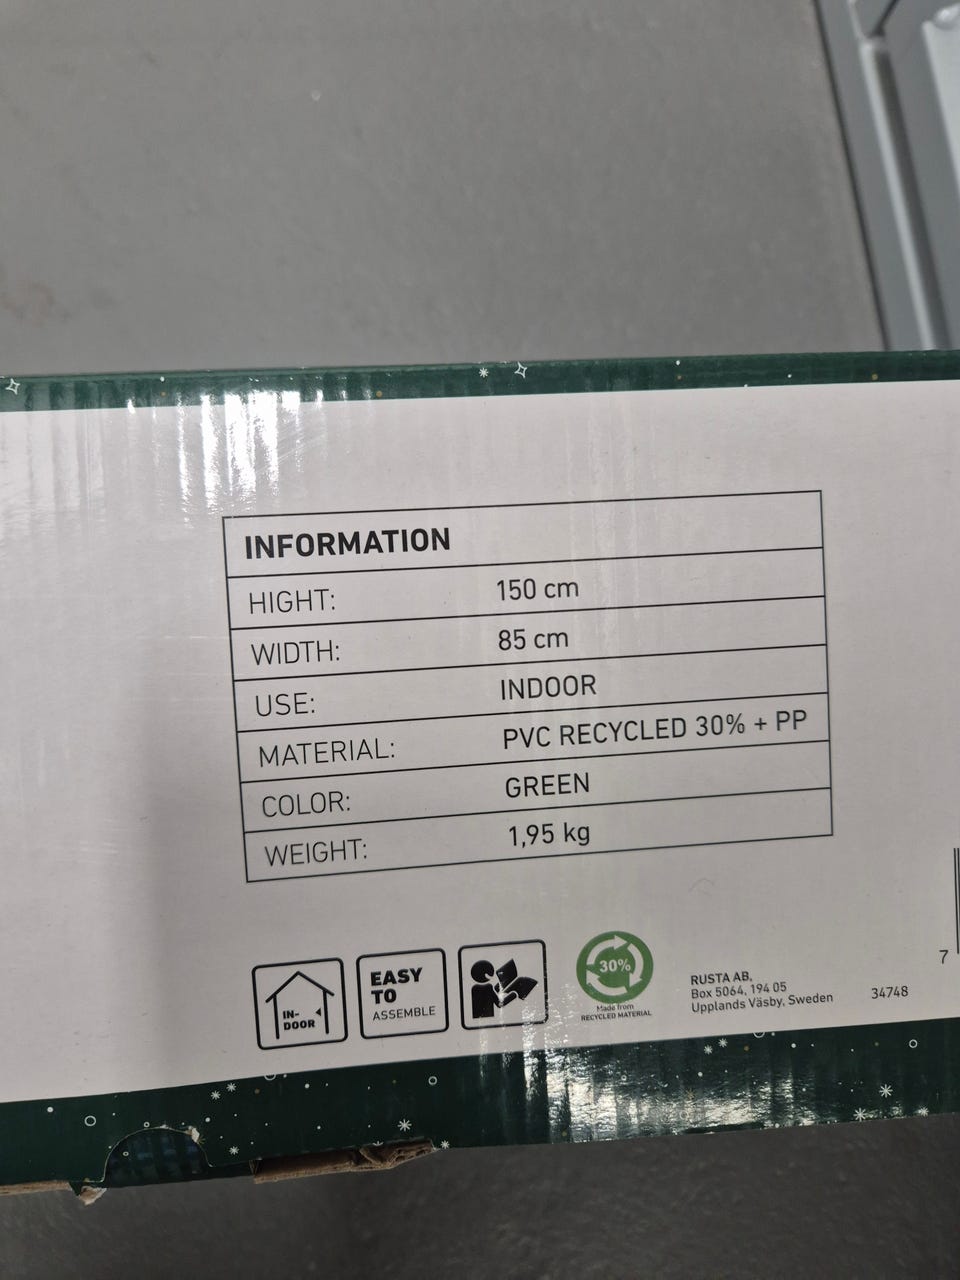 INFORMATION
HIGHT: 150 cm
WIDTH: 85 cm
USE: INDOOR
MATERIAL: PVC RECYCLED 30% + PP
COLOR: GREEN
WEIGHT: 1,95 kg
IN-
DOOR
EASY
TO
ASSEMBLE
30%
Made from
RECYCLED MATERIAL
RUSTA AB,
Box 5064, 194 05
Upplands Väsby, Sweden
34748
7